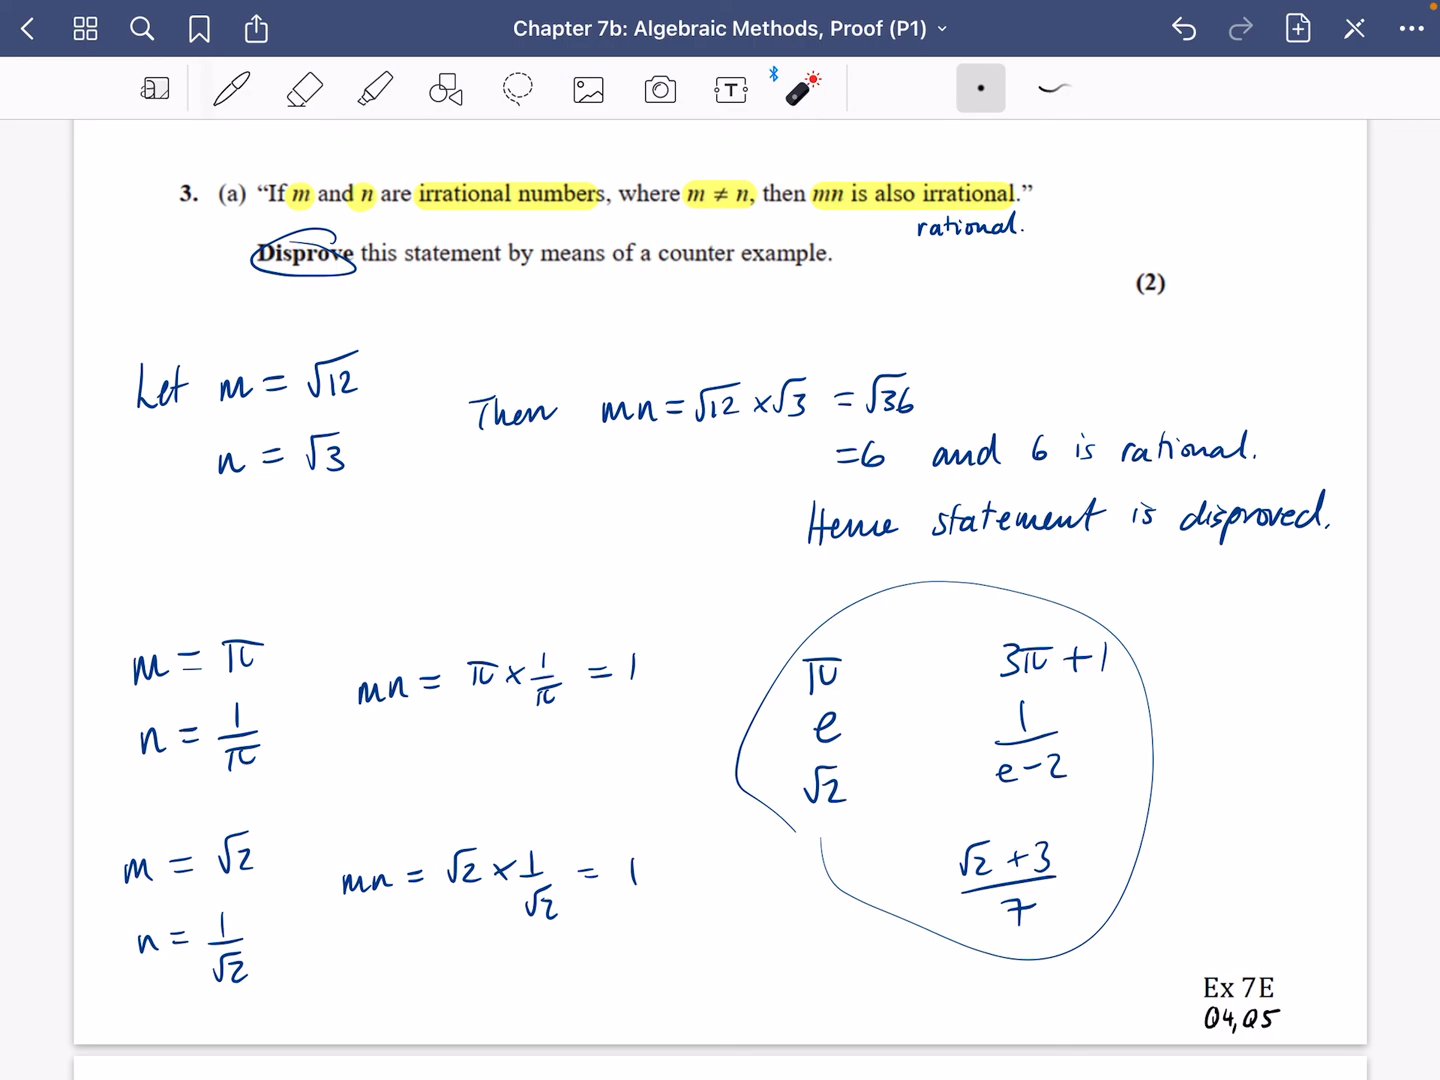 Chapter 7b: Algebraic Methods, Proof (P1)
3. (a) “If m and n are irrational numbers, where m ≠ n, then mn is also irrational.”
rational.
Disprove this statement by means of a counter example.
(2)
Let m = √12
n = √3
Then mn = √12 × √3 = √36
= 6 and 6 is rational.
Hence statement is disproved.
m = π
n = 1/π
mn = π × 1/π = 1
m = √2
n = 1/√2
mn = √2 × 1/√2 = 1
π
e
√2
3π + 1
1/(e − 2)
(√2 + 3)/7
Ex 7E
Q4, Q5